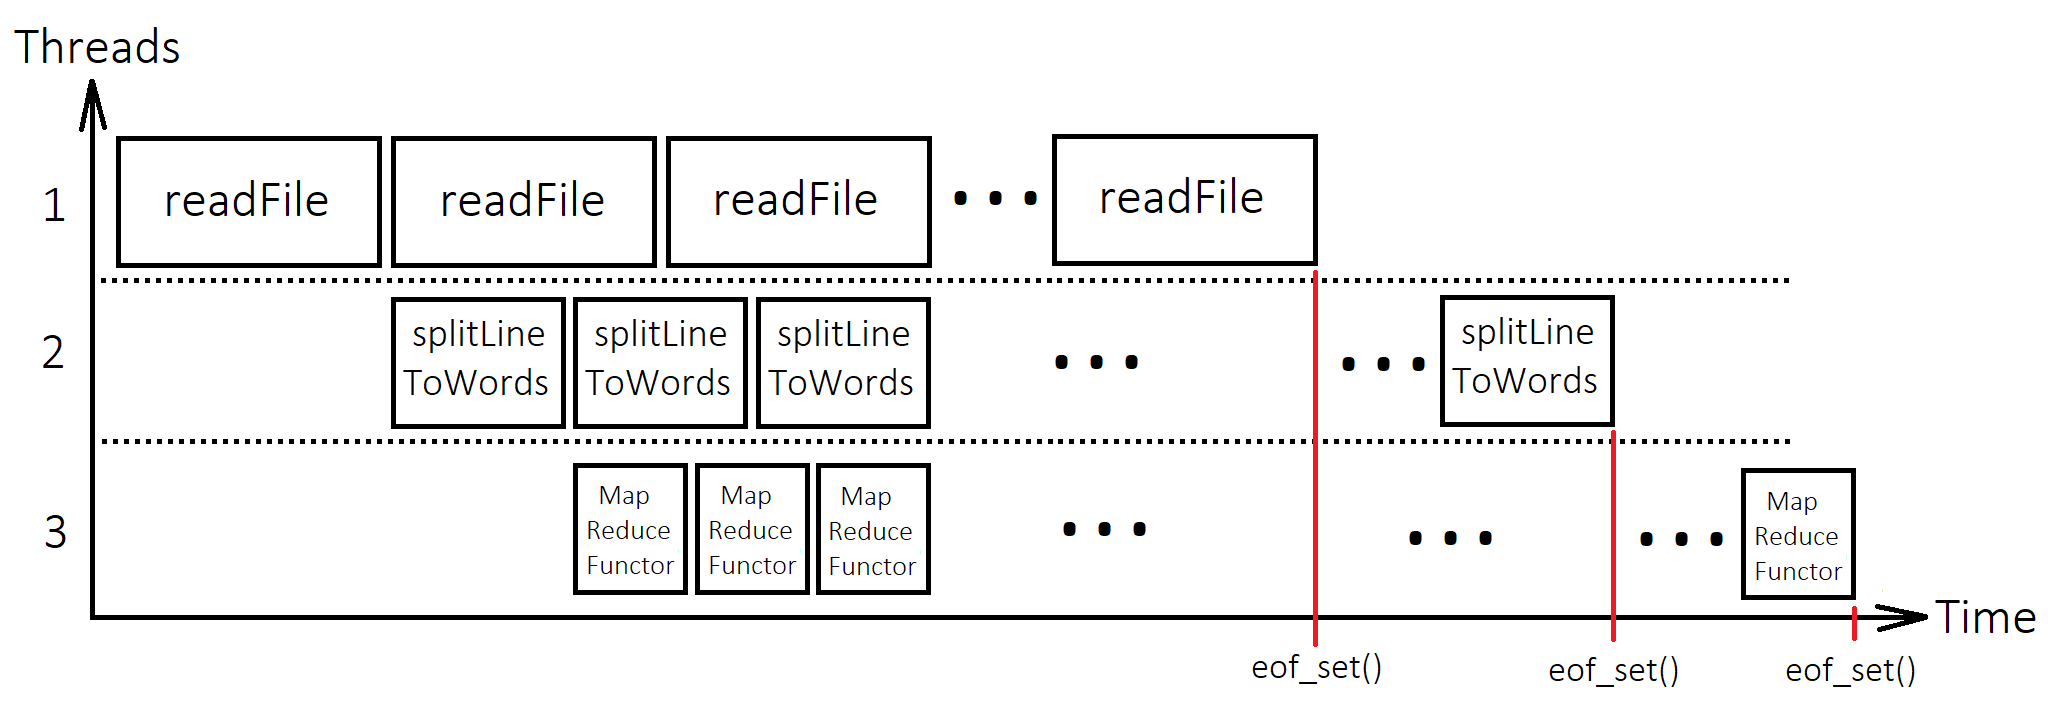 Threads
1
readFile
readFile
readFile
readFile
2
splitLine
ToWords
splitLine
ToWords
splitLine
ToWords
splitLine
ToWords
3
Map
Reduce
Functor
Map
Reduce
Functor
Map
Reduce
Functor
Map
Reduce
Functor
Time
eof_set()
eof_set()
eof_set()